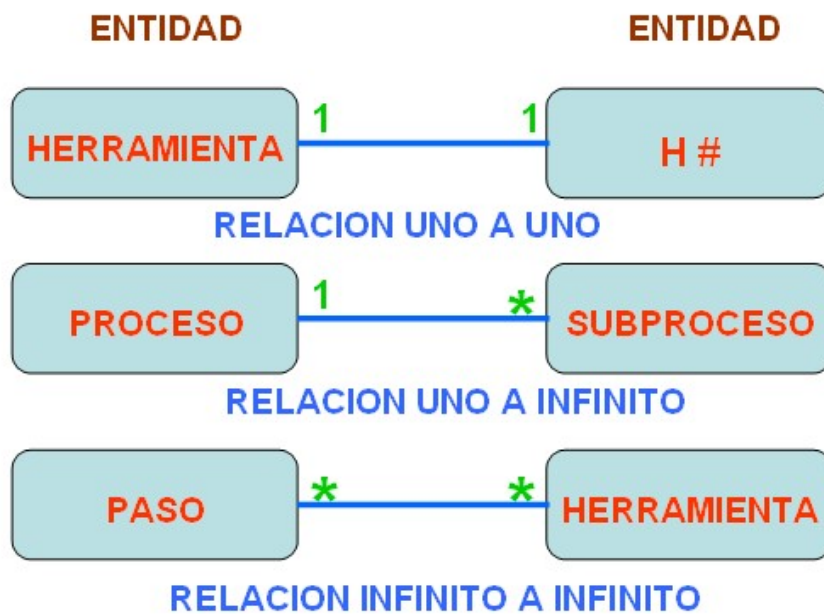 ENTIDAD ENTIDAD
HERRAMIENTA 1 1 H #
RELACION UNO A UNO
PROCESO 1 * SUBPROCESO
RELACION UNO A INFINITO
PASO * * HERRAMIENTA
RELACION INFINITO A INFINITO